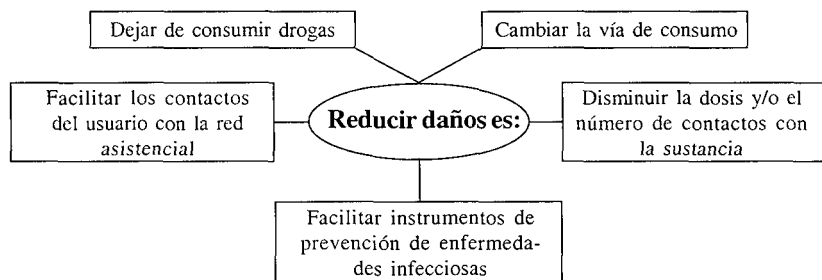 Dejar de consumir drogas
Cambiar la vía de consumo
Facilitar los contactos
del usuario con la red
asistencial
Reducir daños es:
Disminuir la dosis y/o el
número de contactos con
la sustancia
Facilitar instrumentos de
prevención de enfermeda-
des infecciosas